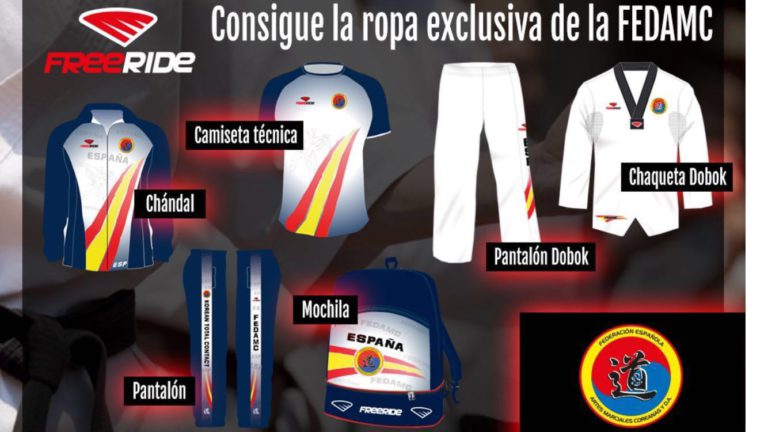 FREERIDE
Consigue la ropa exclusiva de la FEDAMC
Camiseta técnica
FREERIDE
ESPAÑA
Chándal
ESP
Chaqueta Dobok
Pantalón Dobok
Mochila
FEDAMC
ESPAÑA
FEDAMC
FREERIDE
KOREAN TOTAL CONTACT
FEDAMC
Pantalón
FEDERACIÓN ESPAÑOLA
道
ARTES MARCIALES COREANAS Y D.A.